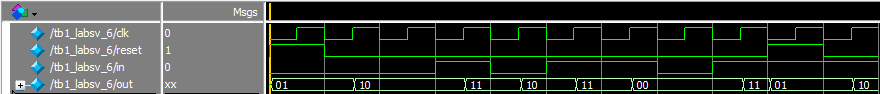 Msgs
/tb1_labsv_6/clk 0
/tb1_labsv_6/reset 1
/tb1_labsv_6/in 0
/tb1_labsv_6/out xx 01 10 11 10 11 00 11 01 10